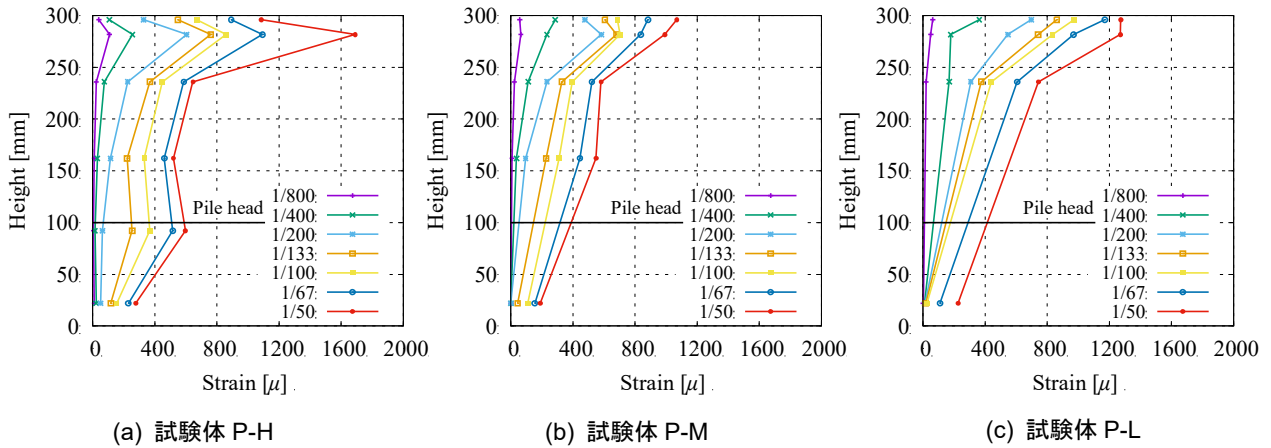 300
250
200
150
100
50
0
Height [mm]
Pile head
1/800
1/400
1/200
1/133
1/100
1/67
1/50
0 400 800 1200 1600 2000
Strain [μ]
(a) 試験体 P-H
300
250
200
150
100
50
0
Height [mm]
Pile head
1/800
1/400
1/200
1/133
1/100
1/67
1/50
0 400 800 1200 1600 2000
Strain [μ]
(b) 試験体 P-M
300
250
200
150
100
50
0
Height [mm]
Pile head
1/800
1/400
1/200
1/133
1/100
1/67
1/50
0 400 800 1200 1600 2000
Strain [μ]
(c) 試験体 P-L